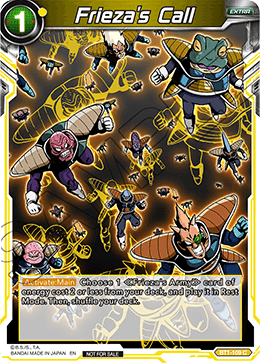 1
Frieza's Call
EXTRA
Activate:Main Choose 1 ≪Frieza's Army≫ card of
energy cost 2 or less from your deck, and play it in Rest
Mode. Then, shuffle your deck.
©B.S./S., T.A.
BANDAI MADE IN JAPAN EN NOT FOR SALE
BT1-109 C